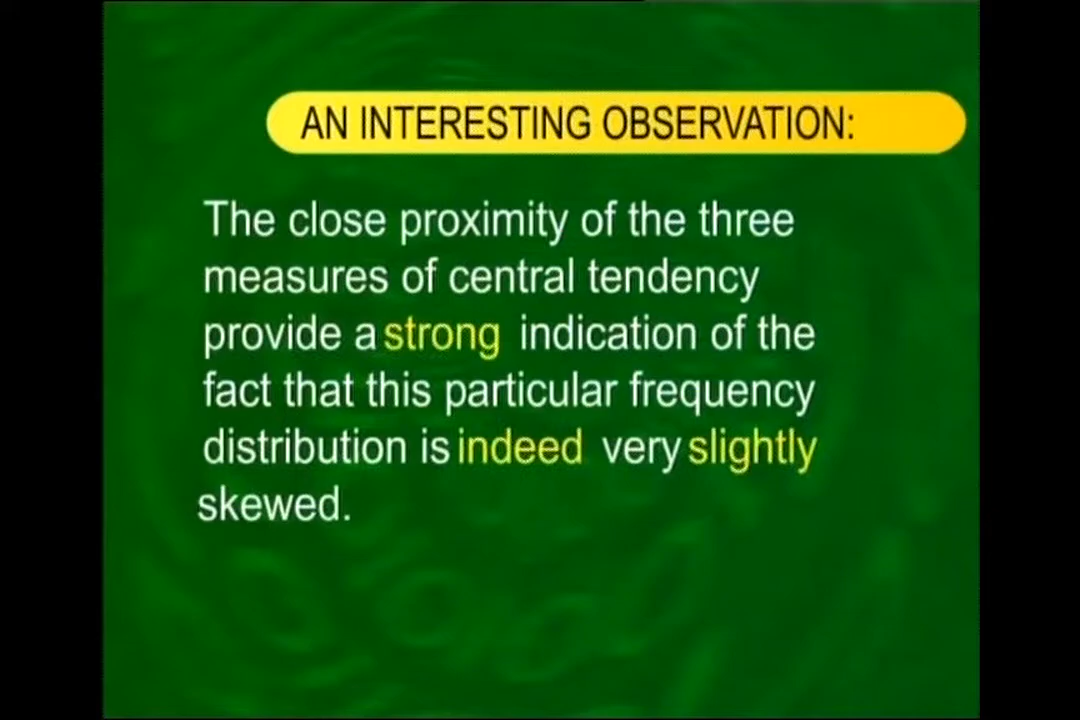 AN INTERESTING OBSERVATION:
The close proximity of the three
measures of central tendency
provide a strong indication of the
fact that this particular frequency
distribution is indeed very slightly
skewed.